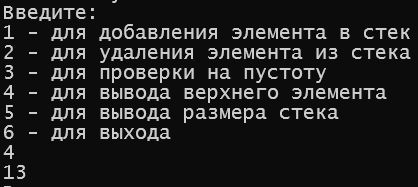 Введите:
1 - для добавления элемента в стек
2 - для удаления элемента из стека
3 - для проверки на пустоту
4 - для вывода верхнего элемента
5 - для вывода размера стека
6 - для выхода
4
13